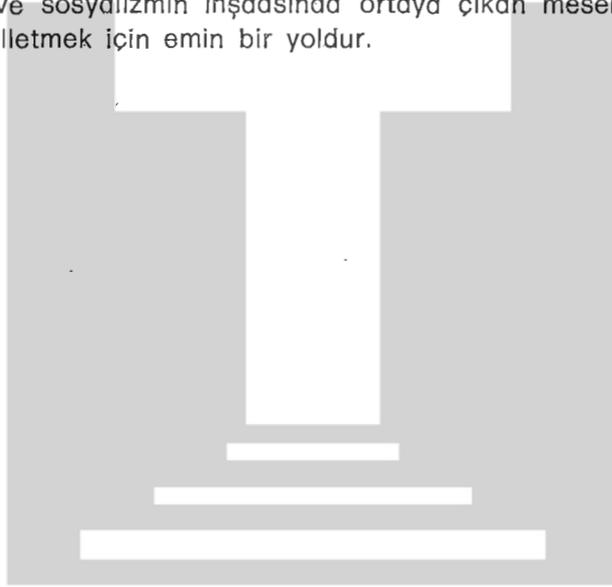 ve sosyalizmin inşaasında ortaya çıkan
lletmek için emin bir yoldur.